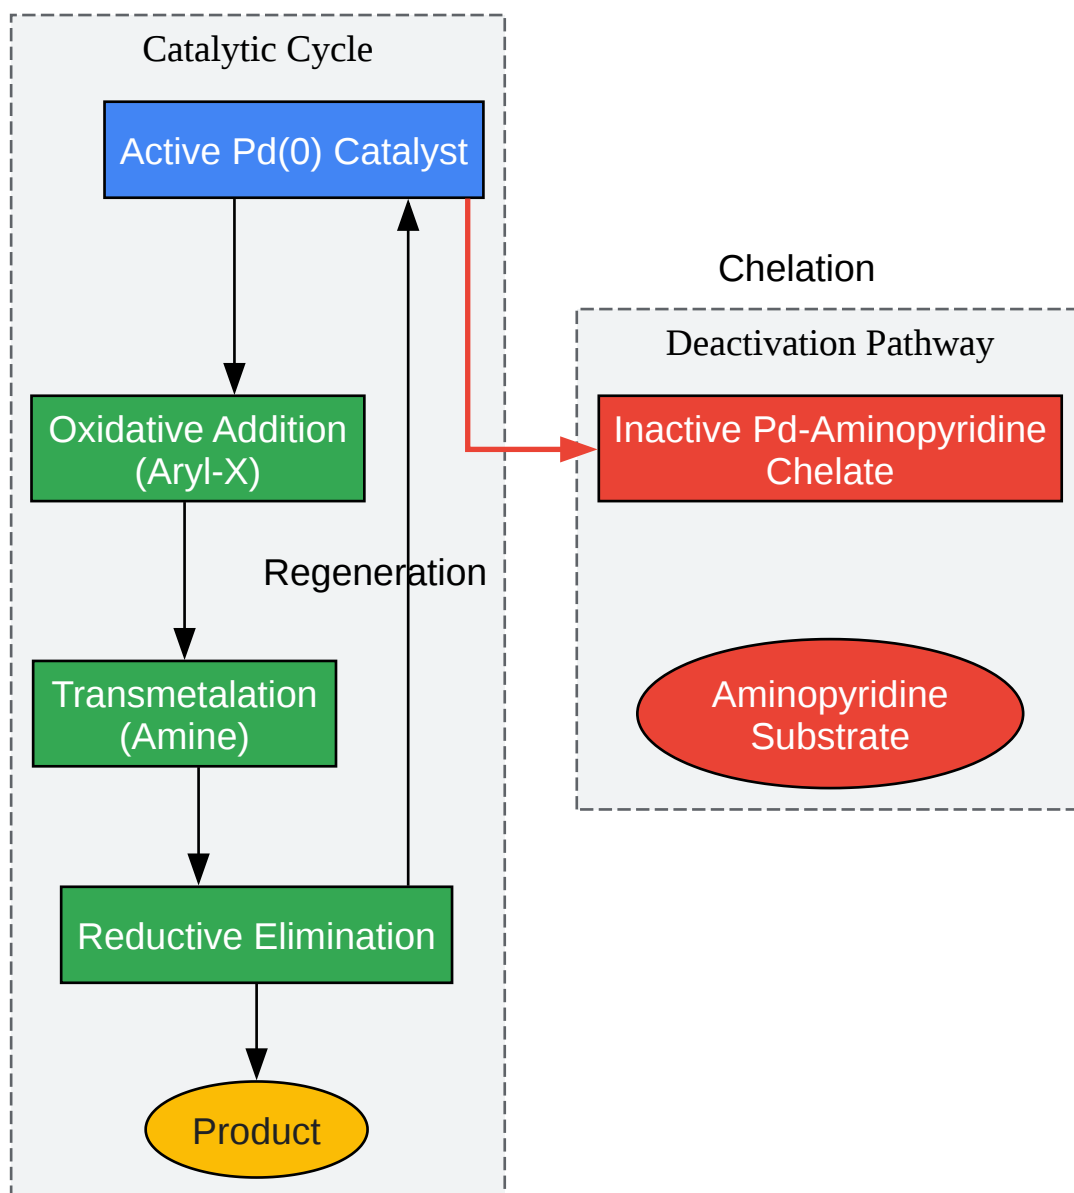 Catalytic Cycle
Active Pd(0) Catalyst
Oxidative Addition
(Aryl-X)
Regeneration
Transmetalation
(Amine)
Reductive Elimination
Product
Chelation
Deactivation Pathway
Inactive Pd-Aminopyridine
Chelate
Aminopyridine
Substrate